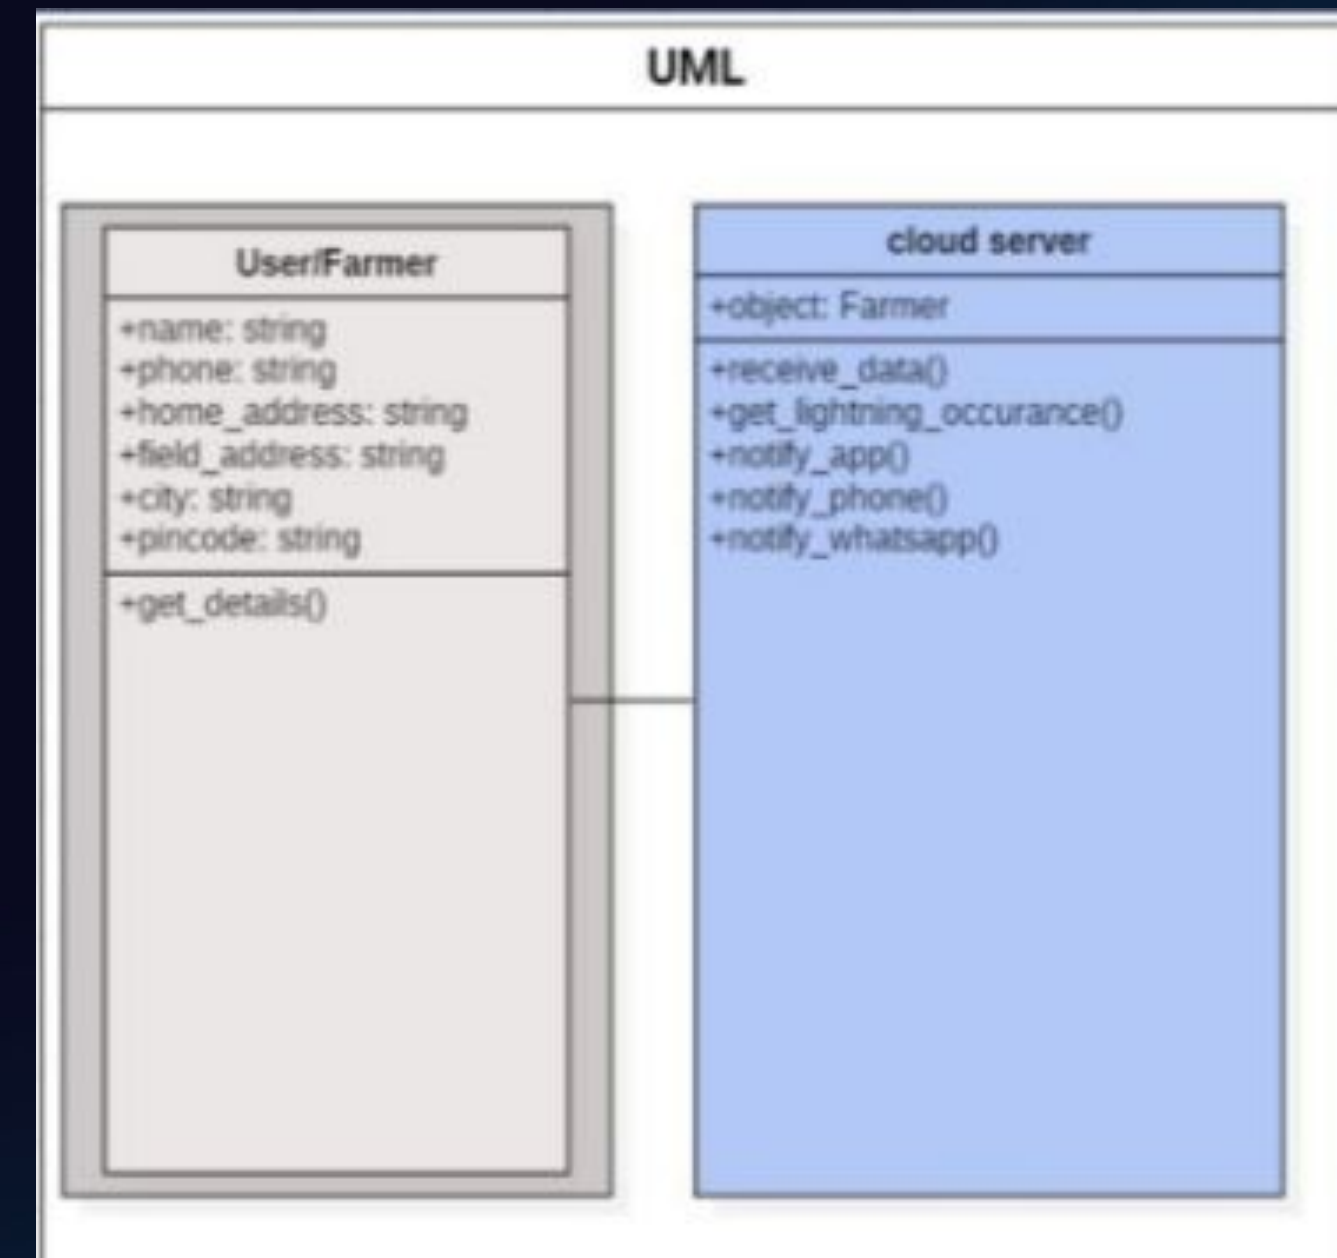 UML
User/Farmer
+name: string
+phone: string
+home_address: string
+field_address: string
+city: string
+pincode: string
+get_details()
cloud server
+object: Farmer
+receive_data()
+get_lightning_occurance()
+notify_app()
+notify_phone()
+notify_whatsapp()